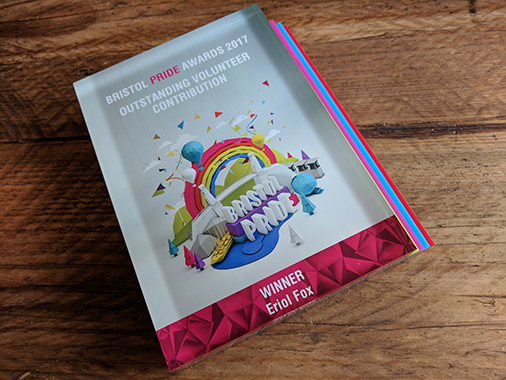 BRISTOL PRIDE AWARDS 2017
OUTSTANDING VOLUNTEER
CONTRIBUTION
BRISTOL
PRIDE
WINNER
Eriol Fox